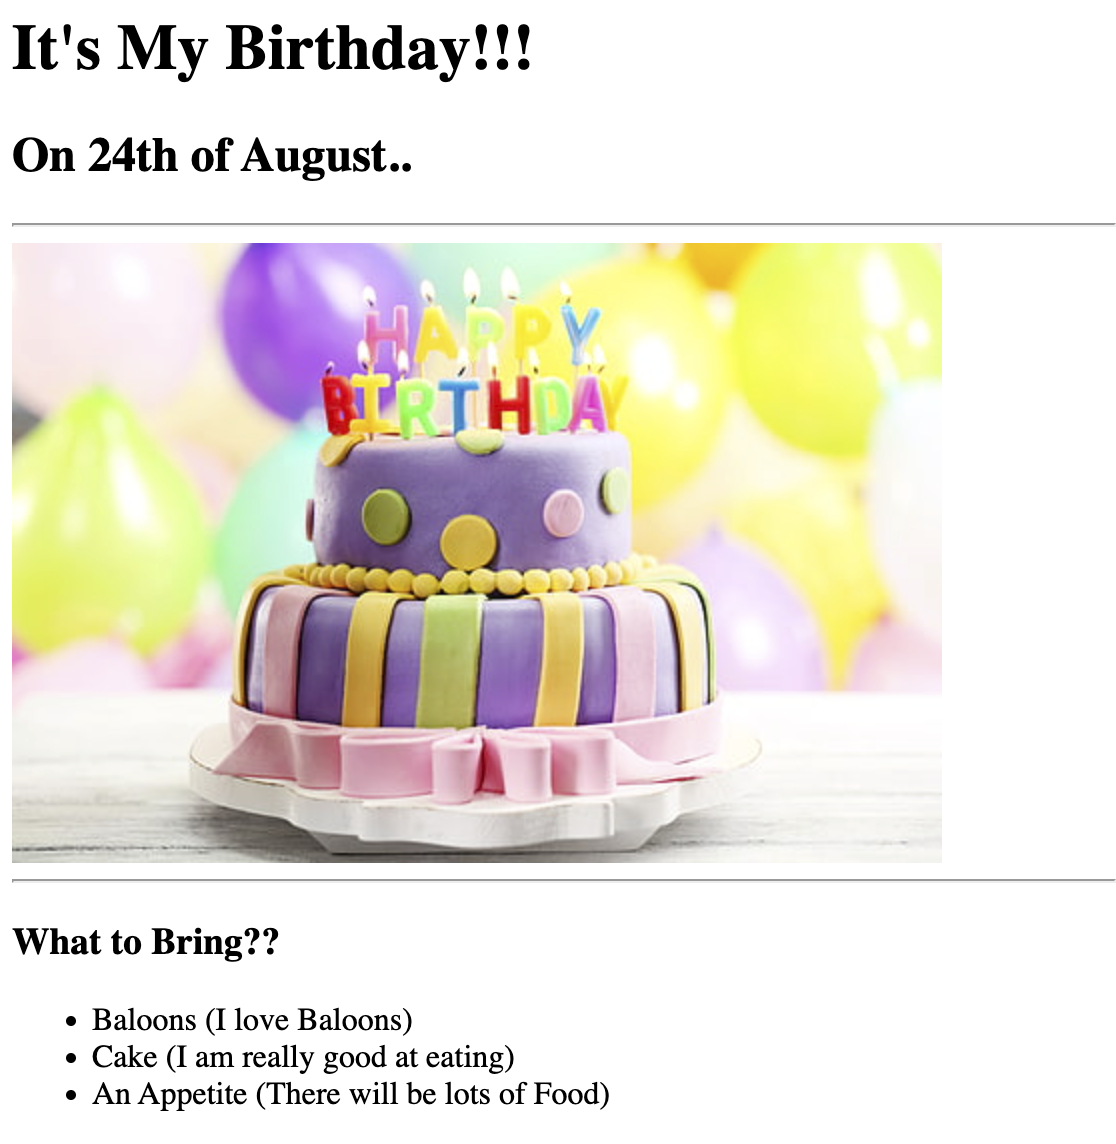 It's My Birthday!!!
On 24th of August..
HAPPY
BIRTHDAY
What to Bring??
Baloons (I love Baloons)
Cake (I am really good at eating)
An Appetite (There will be lots of Food)